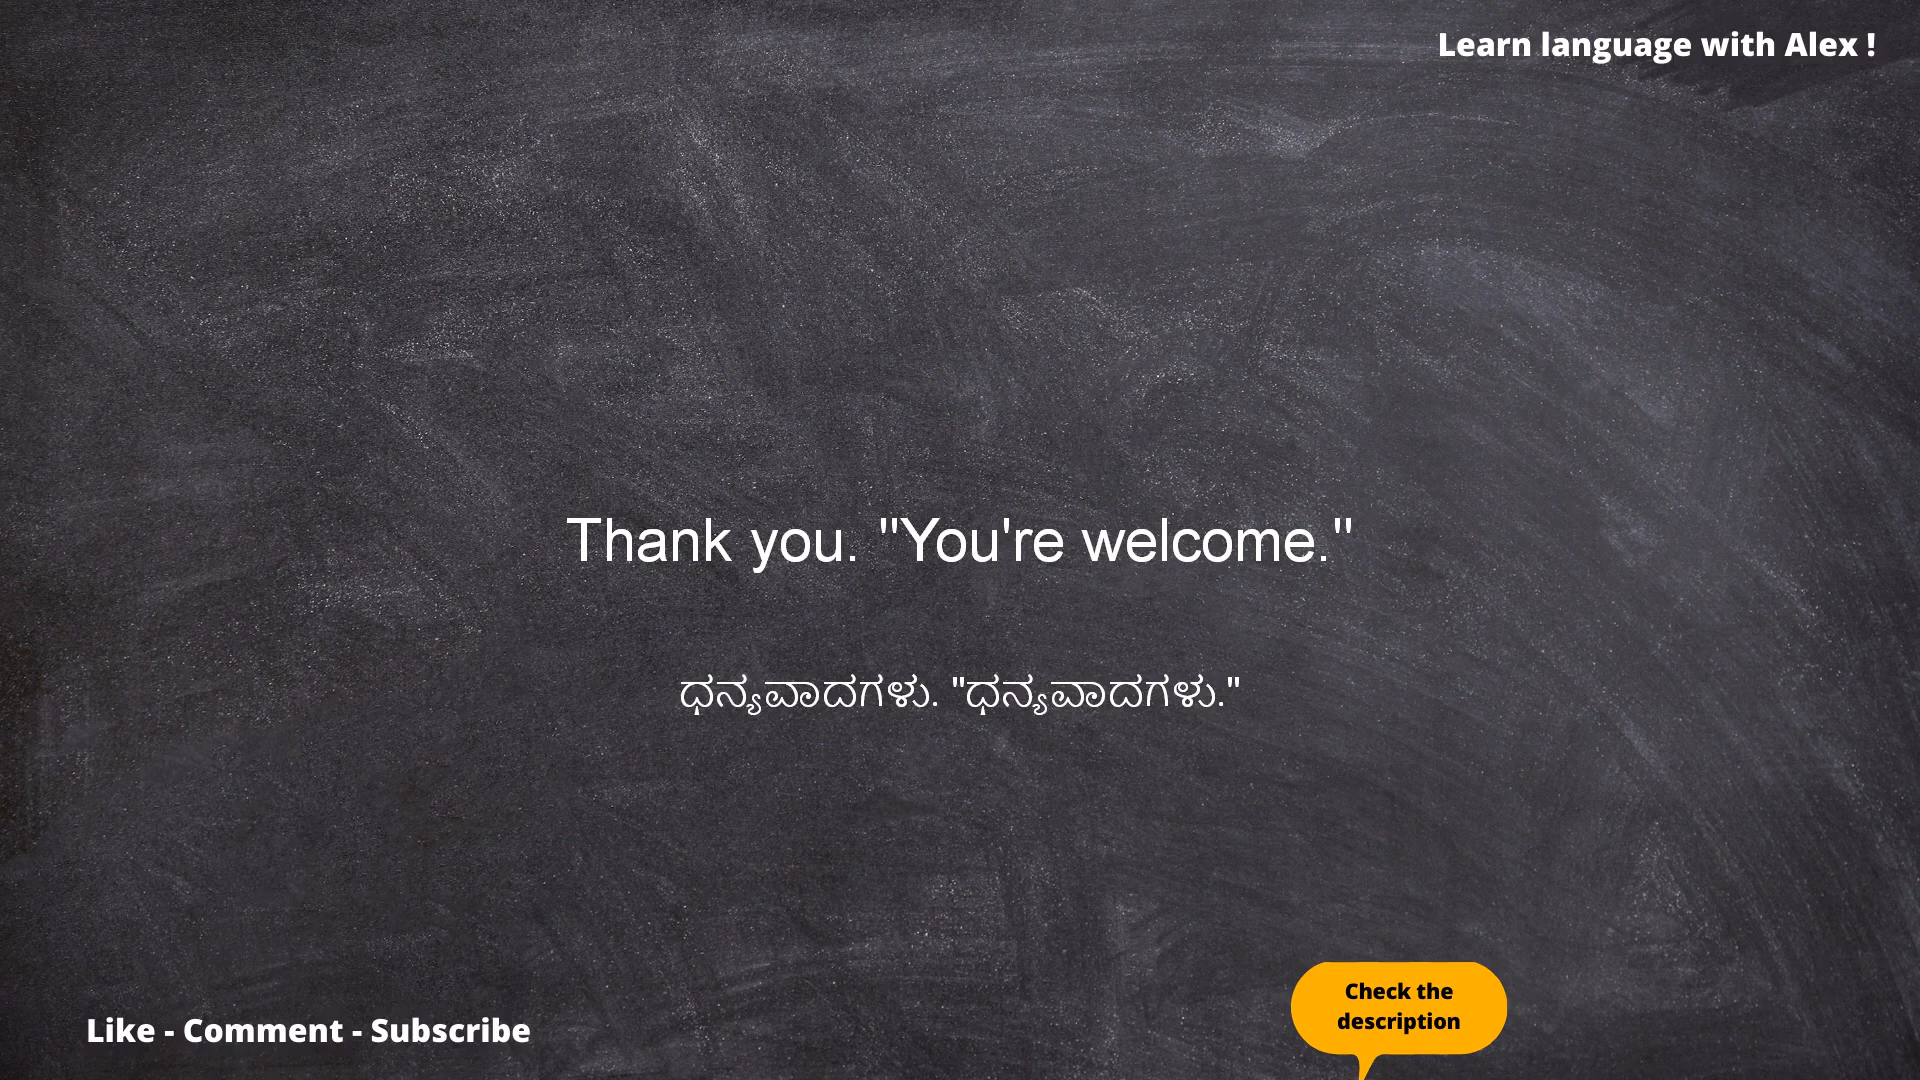 Learn language with Alex !
Thank you. "You're welcome."
ಧನ್ಯವಾದಗಳು. "ಧನ್ಯವಾದಗಳು."
Check the
description
Like - Comment - Subscribe